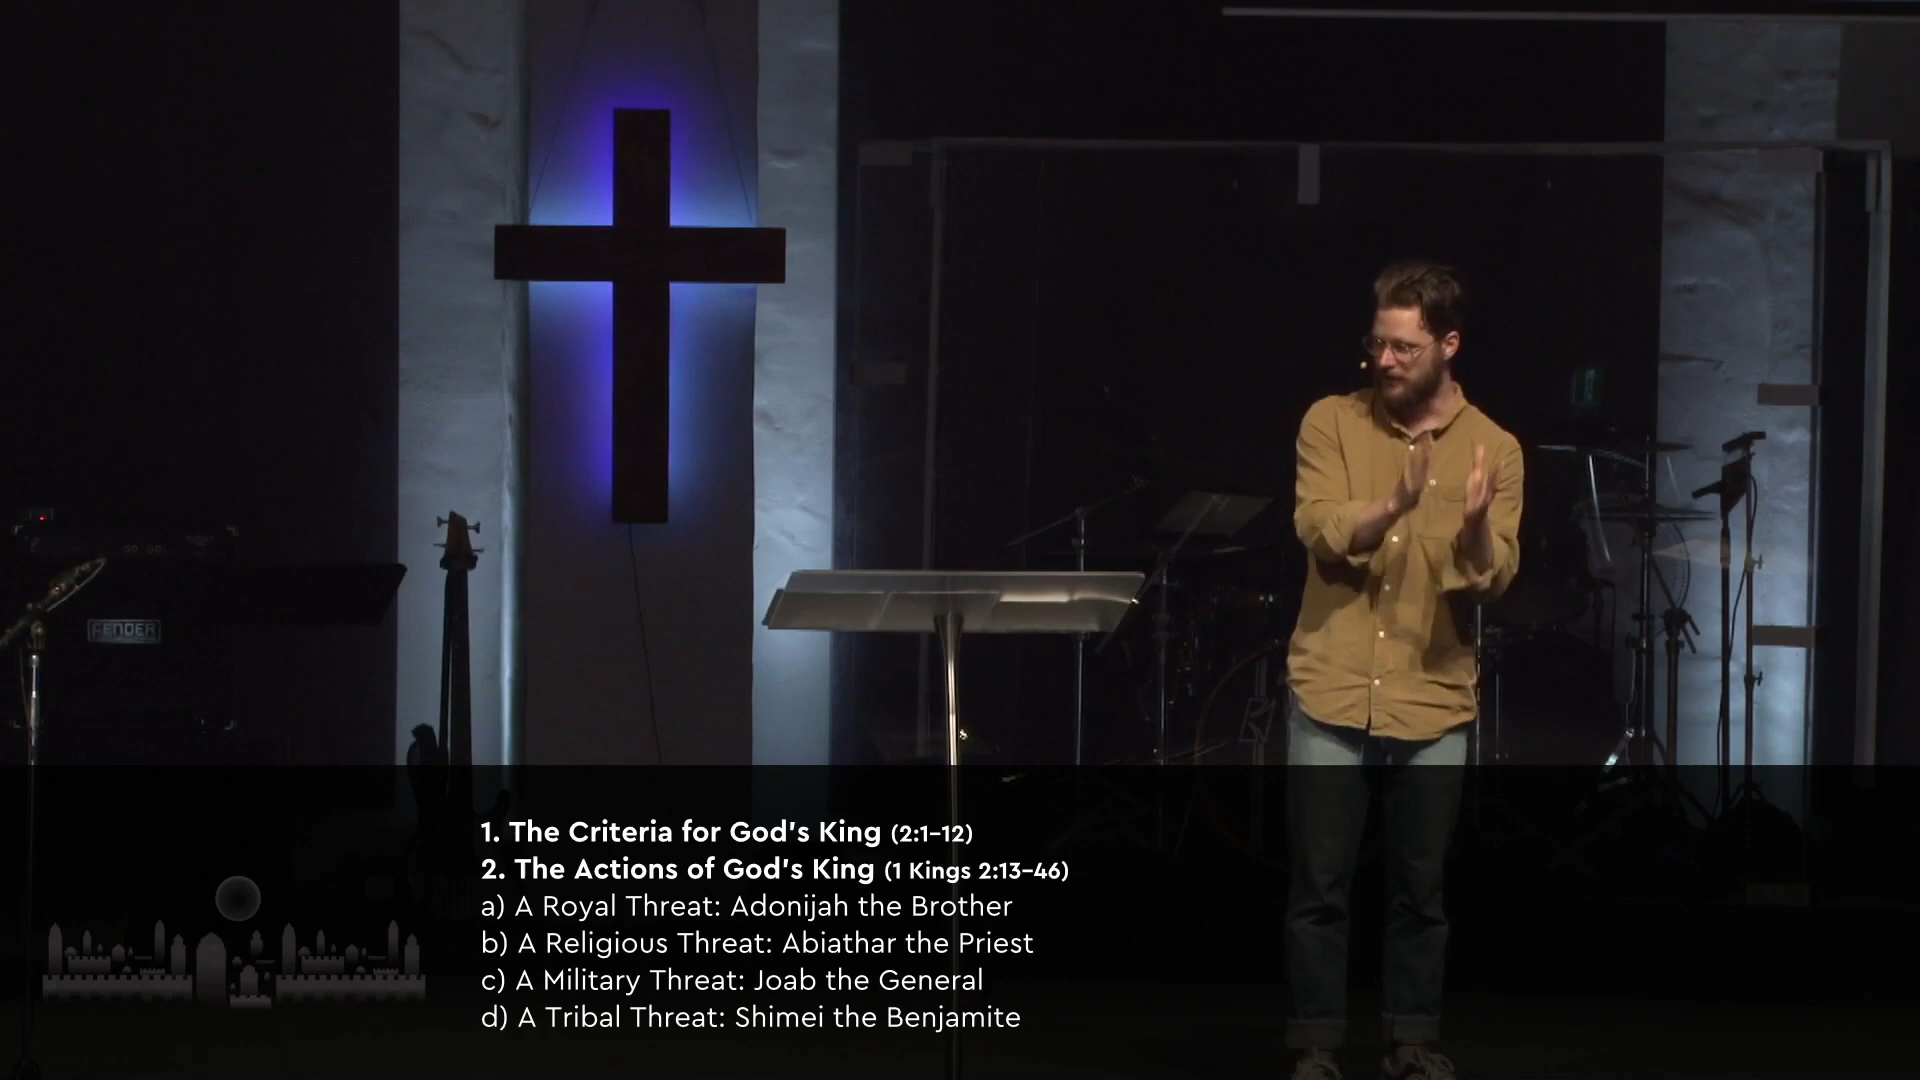 FENDER
1. The Criteria for God's King (2:1–12)
2. The Actions of God's King (1 Kings 2:13–46)
a) A Royal Threat: Adonijah the Brother
b) A Religious Threat: Abiathar the Priest
c) A Military Threat: Joab the General
d) A Tribal Threat: Shimei the Benjamite